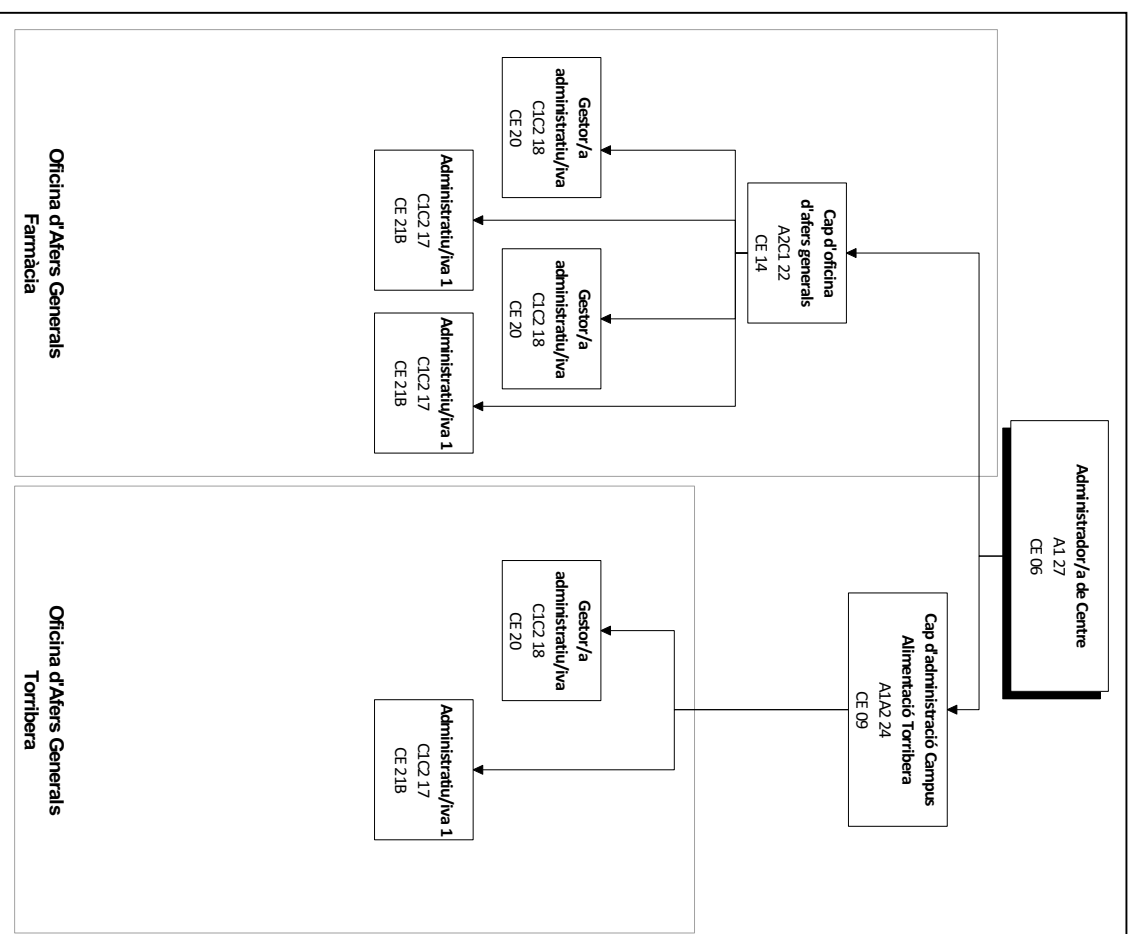 Administrador/a de Centre
A1 27
CE 06
Cap d'oficina
d'afers generals
A2C1 22
CE 14
Gestor/a
administratiu/iva
C1C2 18
CE 20
Administratiu/iva 1
C1C2 17
CE 21B
Gestor/a
administratiu/iva
C1C2 18
CE 20
Administratiu/iva 1
C1C2 17
CE 21B
Oficina d'Afers Generals
Farmàcia
Cap d'administració Campus
Alimentació Torribera
A1A2 24
CE 09
Gestor/a
administratiu/iva
C1C2 18
CE 20
Administratiu/iva 1
C1C2 17
CE 21B
Oficina d'Afers Generals
Torribera